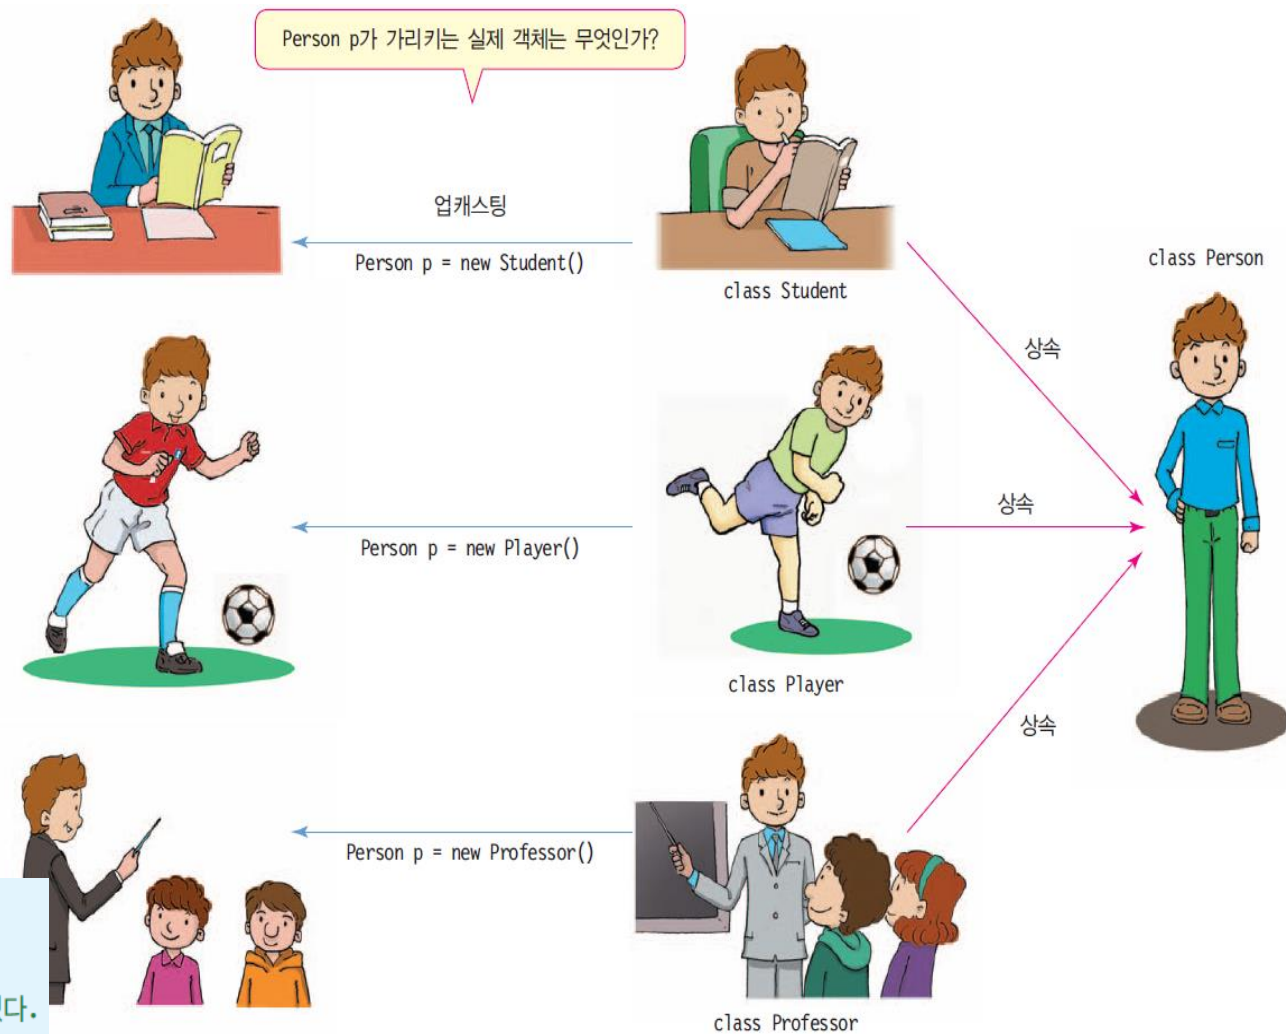 Person p가 가리키는 실제 객체는 무엇인가?
업캐스팅
Person p = new Student()
class Student
class Person
상속
Person p = new Player()
상속
class Player
상속
Person p = new Professor()
class Professor
다.